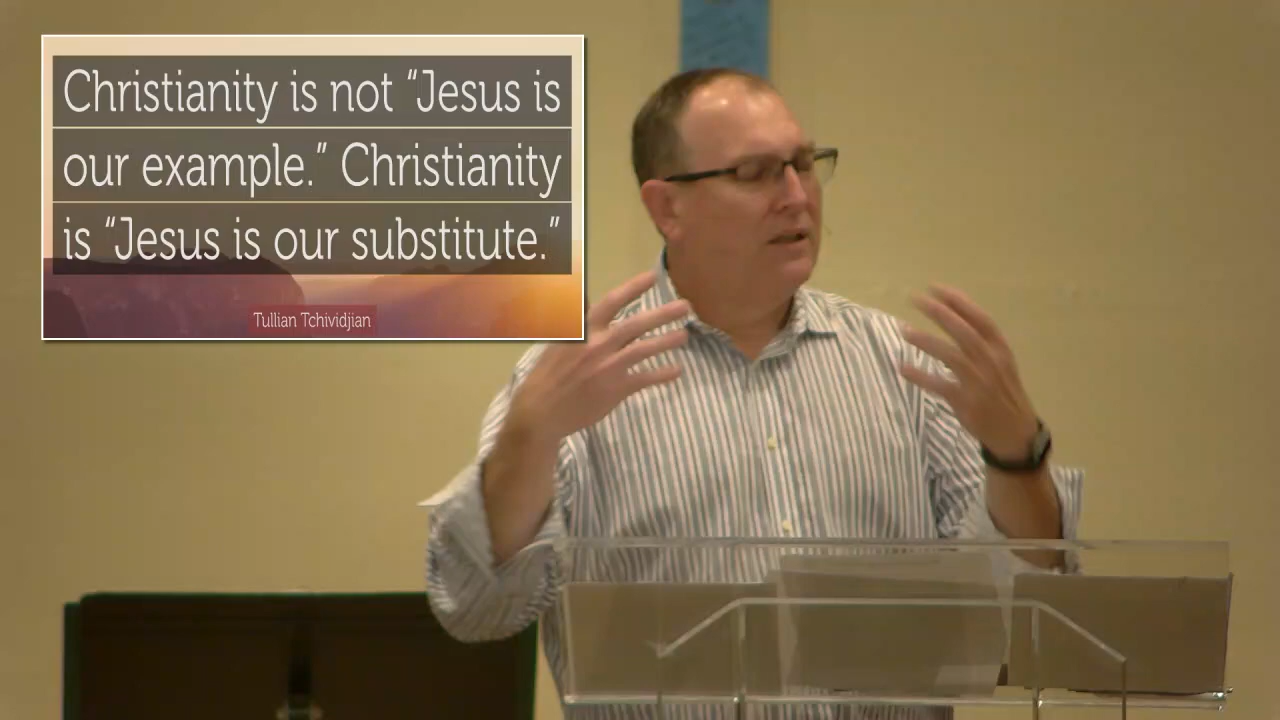 Christianity is not “Jesus is
our example.” Christianity
is “Jesus is our substitute.”
Tullian Tchividjian